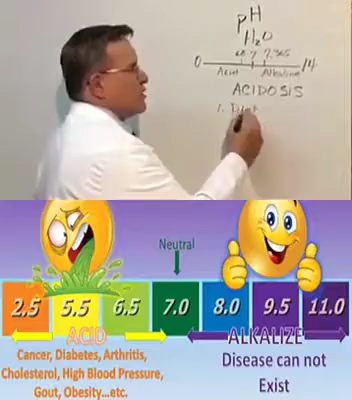 pH
H₂O
7 7.365
0 14
Acid Alkaline
ACIDOSIS
1. Diet
Neutral
2.5 5.5 6.5 7.0 8.0 9.5 11.0
ACID ALKALIZE
Cancer, Diabetes, Arthritis,
Cholesterol, High Blood Pressure,
Gout, Obesity...etc.
Disease can not
Exist